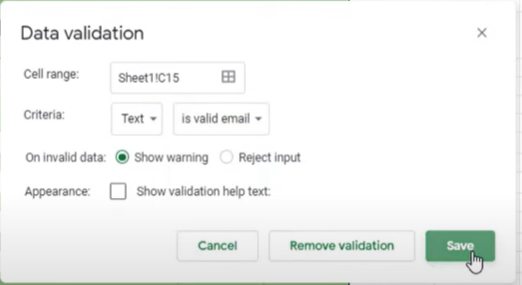 Data validation
Cell range: Sheet1!C15
Criteria: Text is valid email
On invalid data: Show warning Reject input
Appearance: Show validation help text:
Cancel Remove validation Save